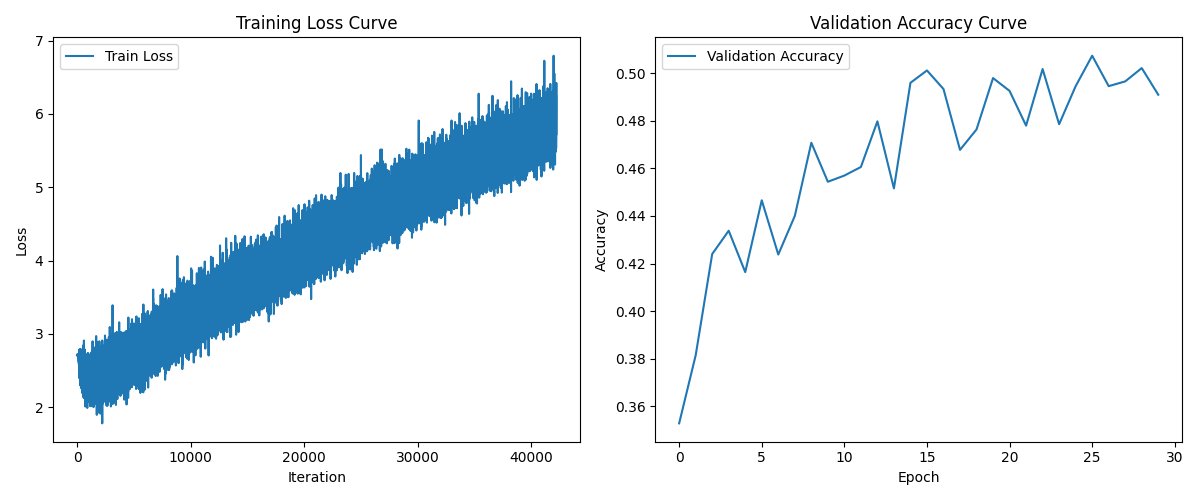 Training Loss Curve
Train Loss
Loss
7
6
5
4
3
2
0 10000 20000 30000 40000
Iteration
Validation Accuracy Curve
Validation Accuracy
Accuracy
0.50
0.48
0.46
0.44
0.42
0.40
0.38
0.36
0 5 10 15 20 25 30
Epoch